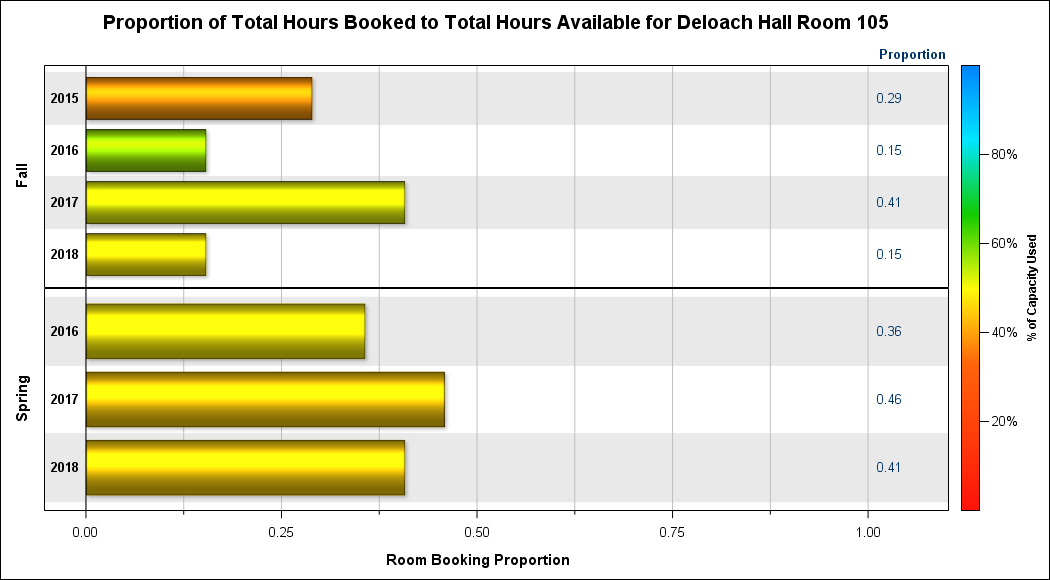 Proportion of Total Hours Booked to Total Hours Available for Deloach Hall Room 105
Proportion
Fall
2015 0.29
2016 0.15
2017 0.41
2018 0.15
Spring
2016 0.36
2017 0.46
2018 0.41
0.00 0.25 0.50 0.75 1.00
Room Booking Proportion
80%
60%
40%
20%
% of Capacity Used